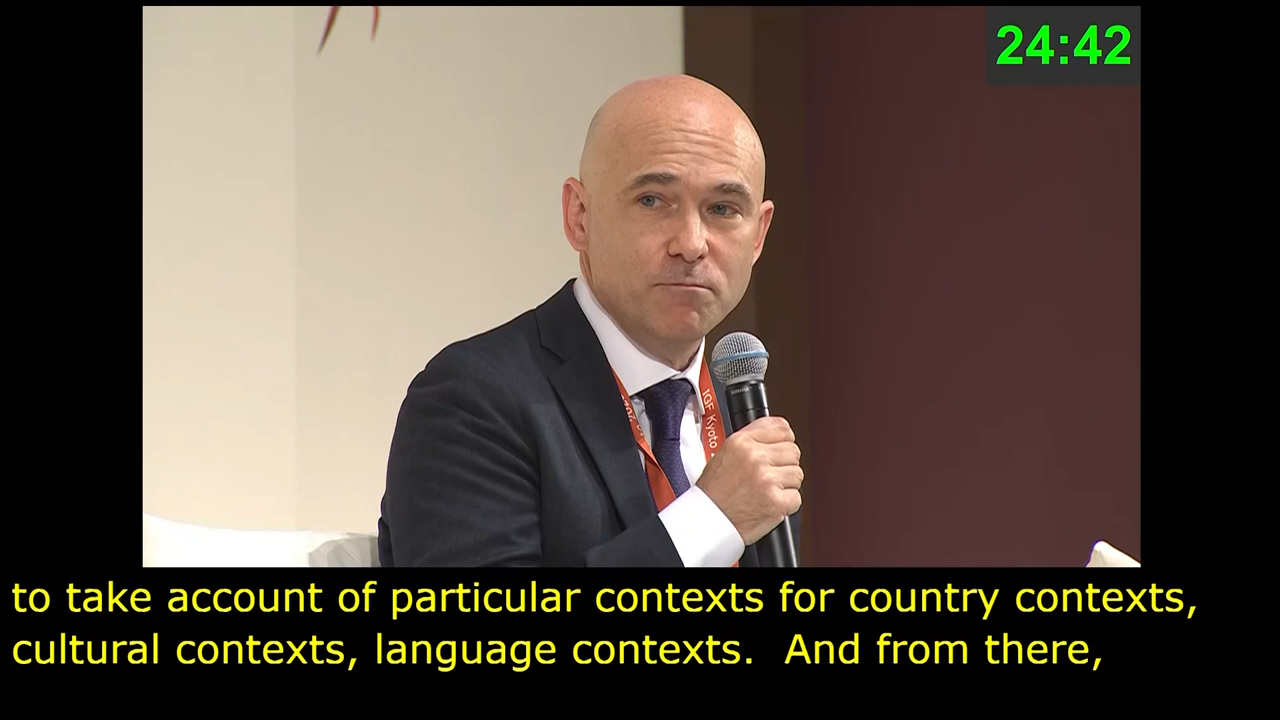 24:42
IGF Kyoto
to take account of particular contexts for country contexts,
cultural contexts, language contexts.  And from there,